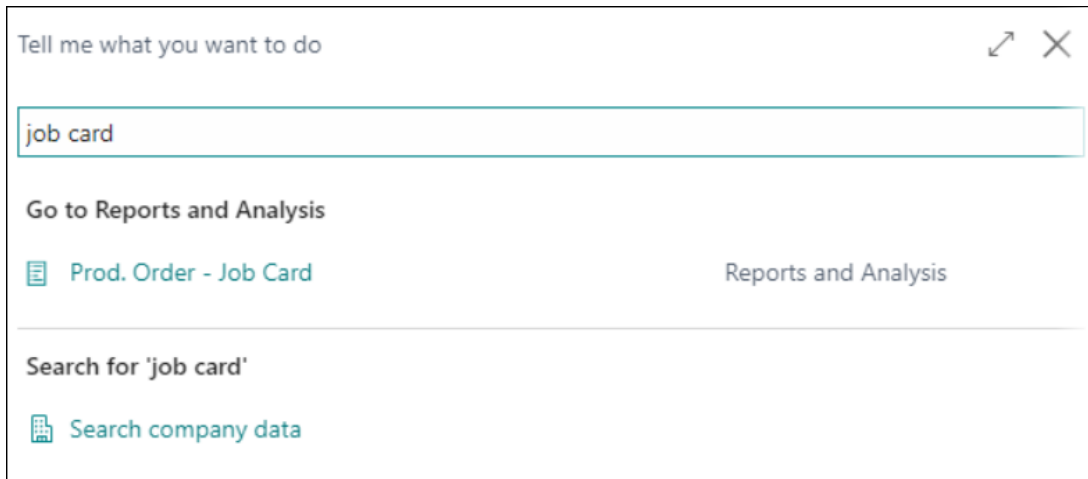 Tell me what you want to do
job card
Go to Reports and Analysis
Prod. Order - Job Card Reports and Analysis
Search for 'job card'
Search company data